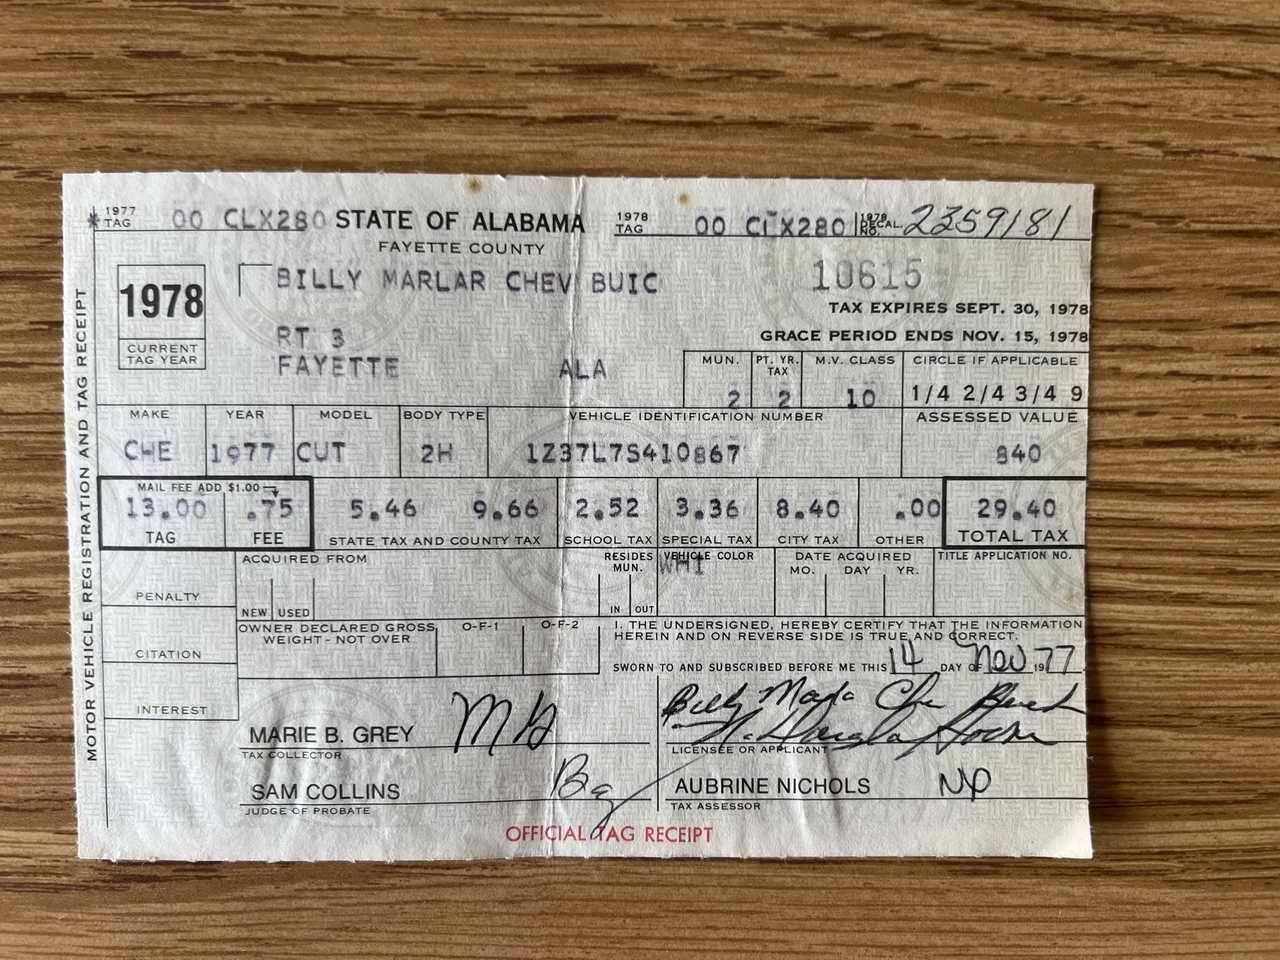 MOTOR VEHICLE REGISTRATION AND TAG RECEIPT
* 1977 TAG 00 CLX280 STATE OF ALABAMA 1978 TAG 00 CLX280 1978 DECAL NO. 2359181
FAYETTE COUNTY
1978
CURRENT TAG YEAR
BILLY MARLAR CHEV BUIC
RT 3
FAYETTE ALA
10615
TAX EXPIRES SEPT. 30, 1978
GRACE PERIOD ENDS NOV. 15, 1978
MUN. PT. YR. TAX M.V. CLASS CIRCLE IF APPLICABLE
2 2 10 1/4 2/4 3/4 9
MAKE YEAR MODEL BODY TYPE VEHICLE IDENTIFICATION NUMBER ASSESSED VALUE
CHE 1977 CUT 2H 1Z37L7S410867 840
MAIL FEE ADD $1.00
13.00 .75 5.46 9.66 2.52 3.36 8.40 .00 29.40
TAG FEE STATE TAX AND COUNTY TAX SCHOOL TAX SPECIAL TAX CITY TAX OTHER TOTAL TAX
PENALTY
CITATION
INTEREST
ACQUIRED FROM RESIDES MUN. VEHICLE COLOR DATE ACQUIRED TITLE APPLICATION NO.
WHI MO. DAY YR.
NEW USED IN OUT
OWNER DECLARED GROSS WEIGHT - NOT OVER O-F-1 O-F-2
I, THE UNDERSIGNED, HEREBY CERTIFY THAT THE INFORMATION
HEREIN AND ON REVERSE SIDE IS TRUE AND CORRECT.
SWORN TO AND SUBSCRIBED BEFORE ME THIS 14 DAY OF Nov 1977
MARIE B. GREY MG
TAX COLLECTOR
Billy
LICENSEE OR APPLICANT
SAM COLLINS
JUDGE OF PROBATE
AUBRINE NICHOLS
TAX ASSESSOR
OFFICIAL TAG RECEIPT